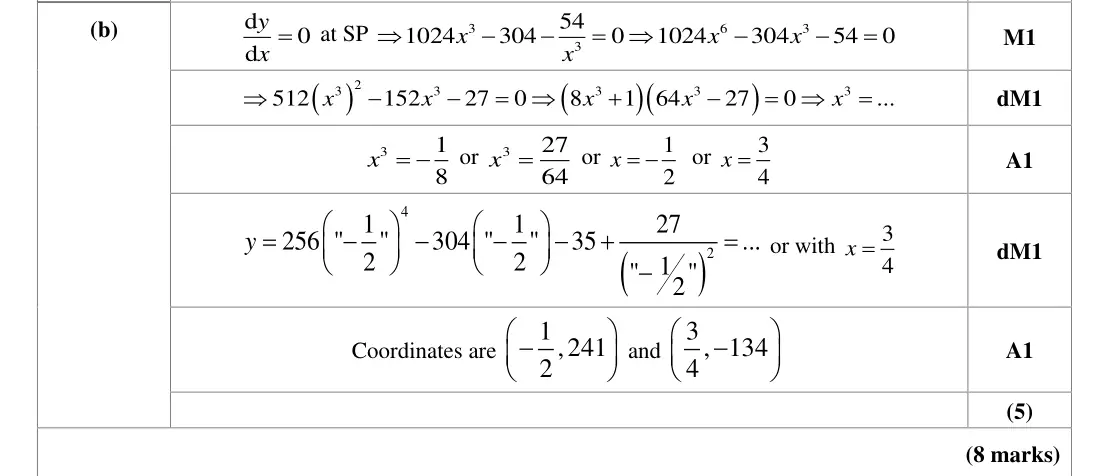 (b) dy/dx = 0 at SP ⇒ 1024x³ − 304 − 54/x³ = 0 ⇒ 1024x⁶ − 304x³ − 54 = 0 M1
⇒ 512(x³)² − 152x³ − 27 = 0 ⇒ (8x³ + 1)(64x³ − 27) = 0 ⇒ x³ = ... dM1
x³ = −1/8 or x³ = 27/64 or x = −1/2 or x = 3/4 A1
y = 256("−1/2")⁴ − 304("−1/2") − 35 + 27/("−1/2")² = ... or with x = 3/4 dM1
Coordinates are (−1/2, 241) and (3/4, −134) A1
(5)
(8 marks)